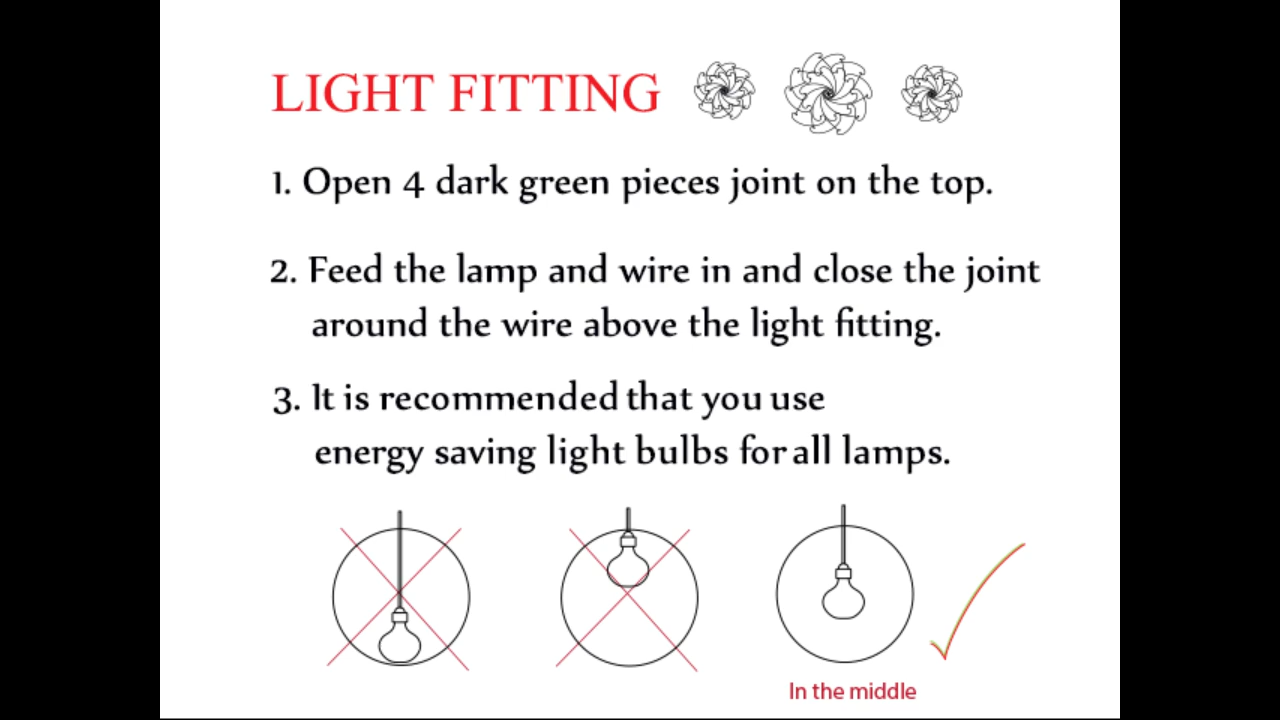 LIGHT FITTING
1. Open 4 dark green pieces joint on the top.
2. Feed the lamp and wire in and close the joint
around the wire above the light fitting.
3. It is recommended that you use
energy saving light bulbs for all lamps.
In the middle